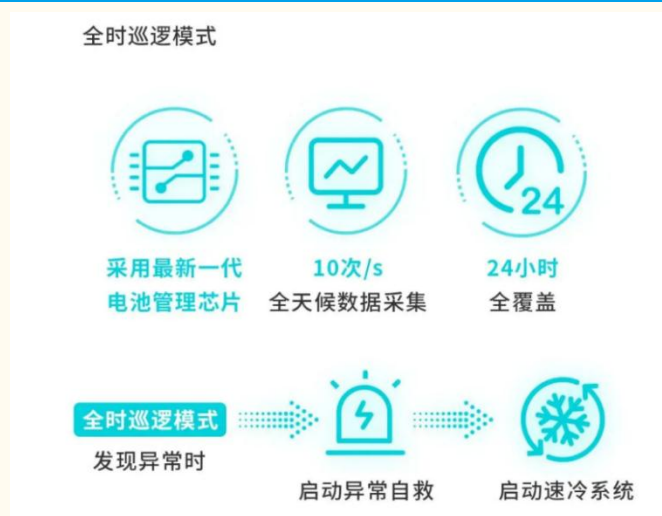 全时巡逻模式
24
采用最新一代
电池管理芯片
10次/s
全天候数据采集
24小时
全覆盖
全时巡逻模式
发现异常时
启动异常自救
启动速冷系统